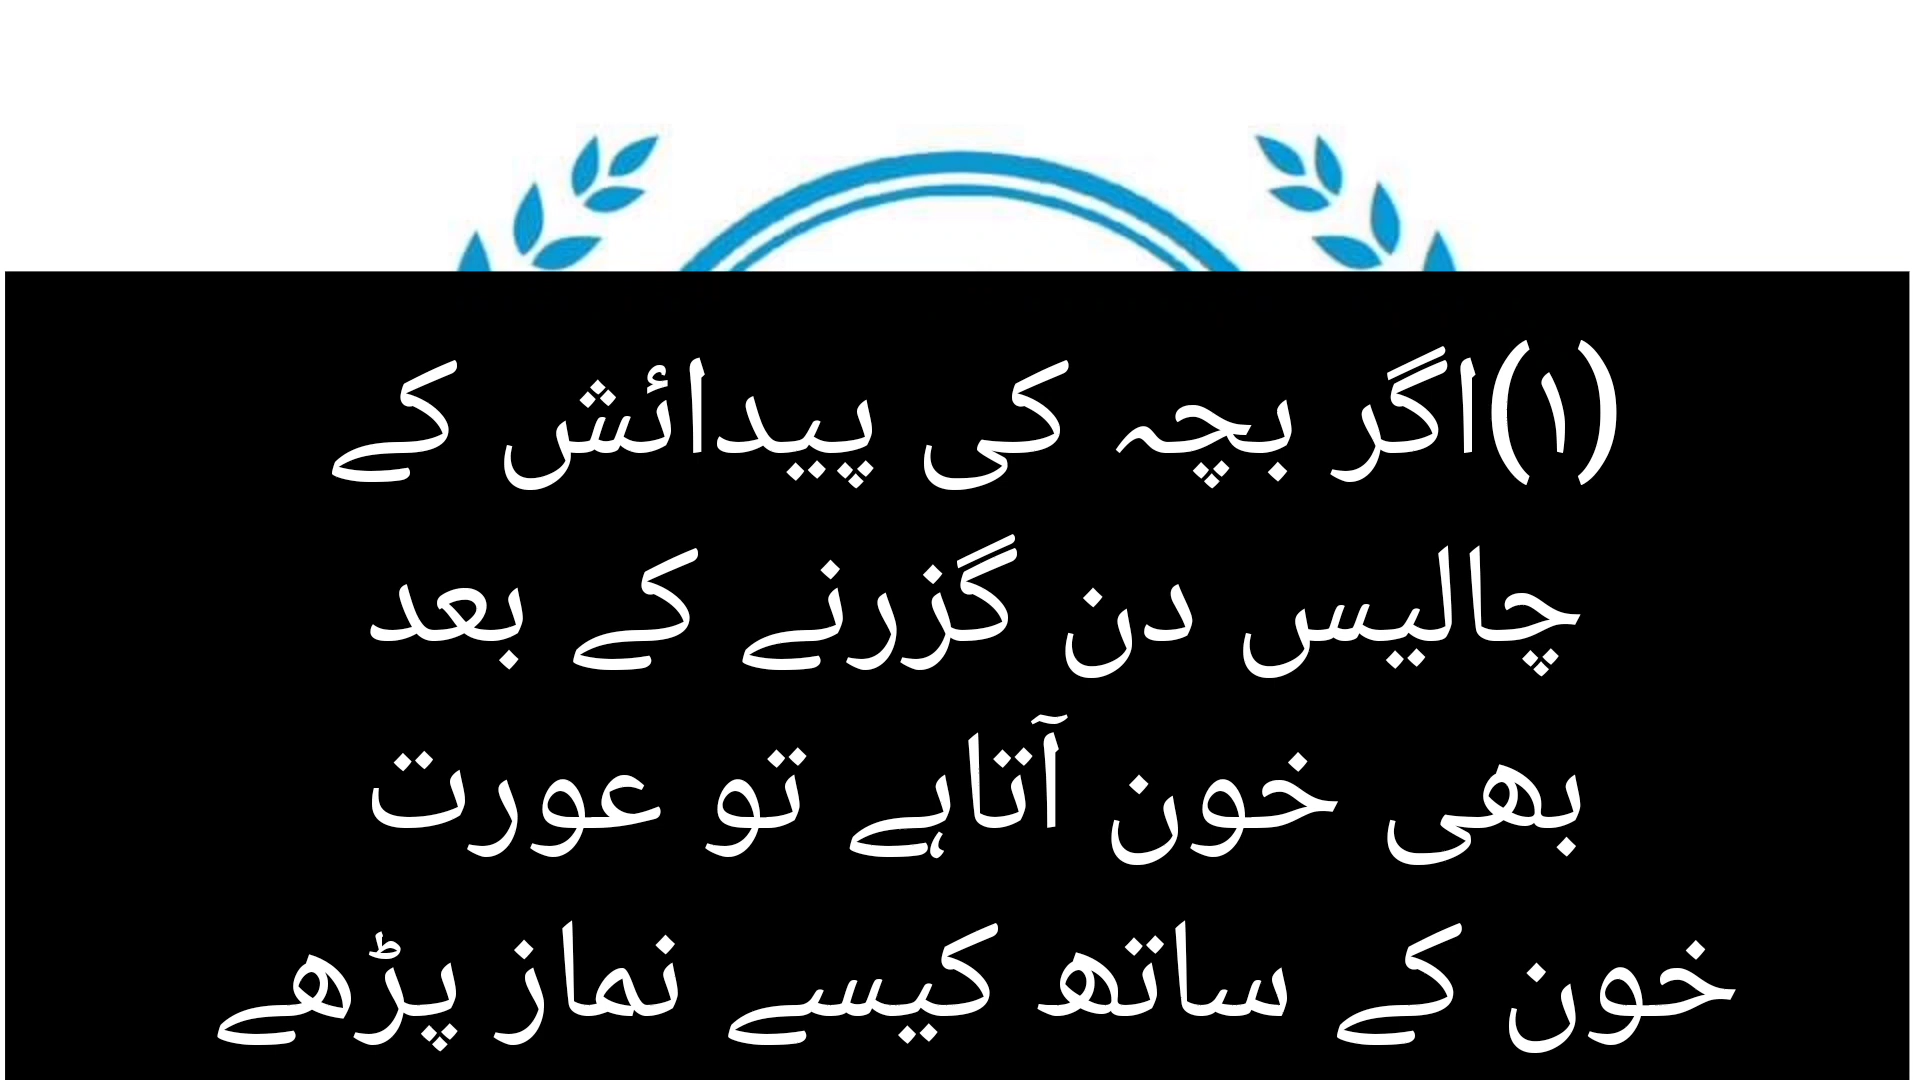 (۱)اگر بچہ کی پیدائش کے
چالیس دن گزرنے کے بعد
بھی خون آتاہے تو عورت
خون کے ساتھ کیسے نماز پڑھے